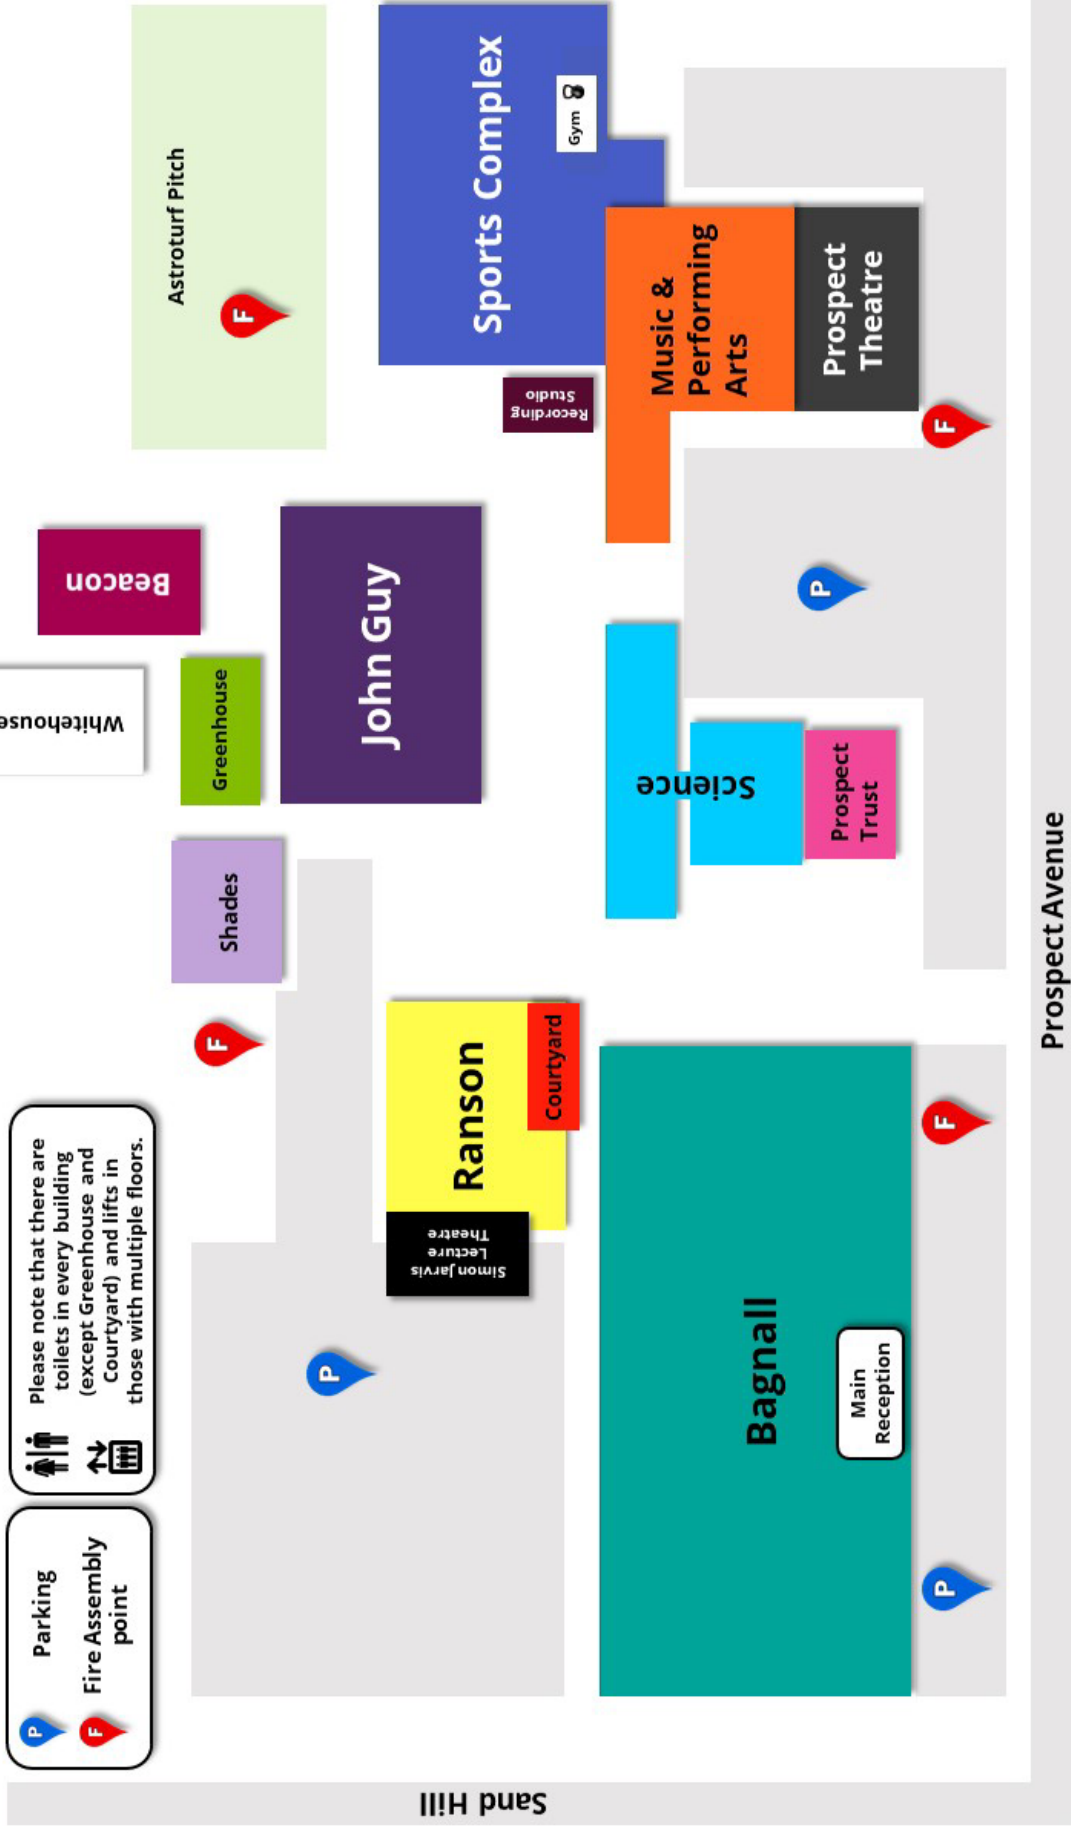 Parking
Fire Assembly
point
Please note that there are
toilets in every building
(except Greenhouse and
Courtyard) and lifts in
those with multiple floors.
Whitehouse
Beacon
Astroturf Pitch
F
Greenhouse
Shades
F
John Guy
Sports Complex
Gym
Recording
Studio
P
Simon Jarvis
Lecture
Theatre
Ranson
Courtyard
Science
Music &
Performing
Arts
Prospect
Theatre
P
Prospect
Trust
Bagnall
Main
Reception
P
F
F
Sand Hill
Prospect Avenue
P
F